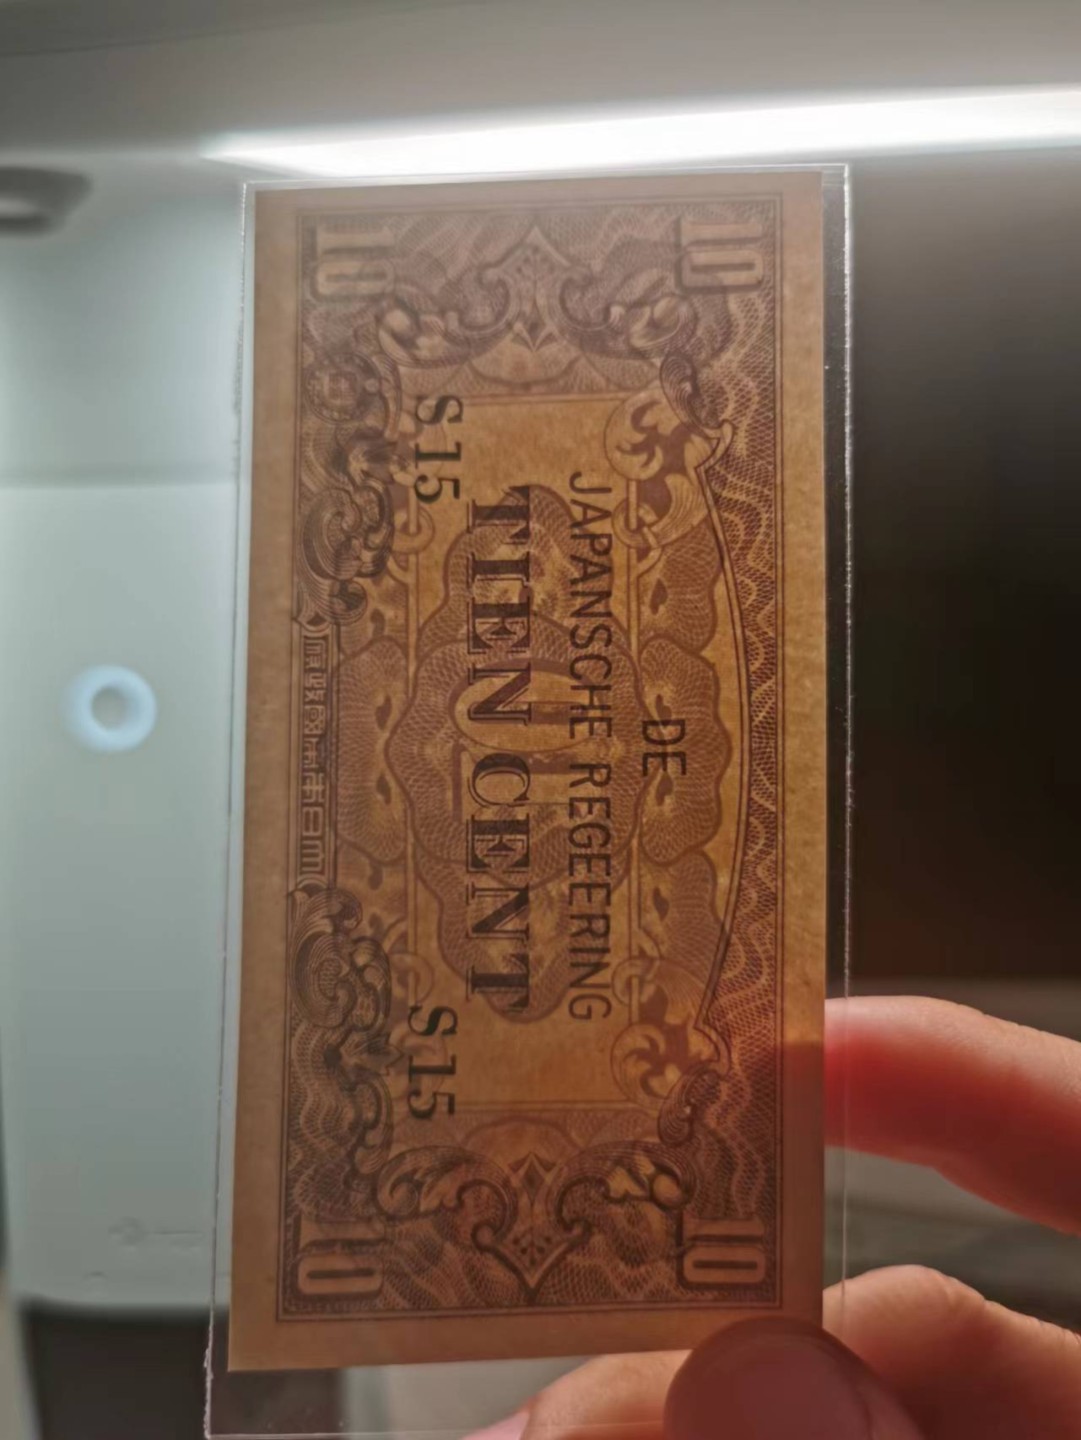 10 10
DE
JAPANSCHE REGEERING
TIEN CENT
S15 S15
10 10
大日本帝國政府